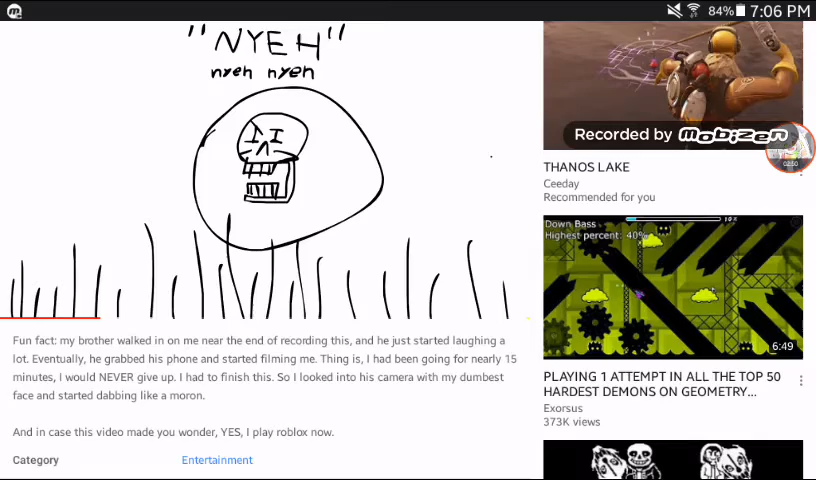 84% 7:06 PM
"NYEH"
nyeh nyeh
Recorded by mobizen
02:50
THANOS LAKE
Ceeday
Recommended for you
Down Bass
Highest percent: 40%
10%
6:49
PLAYING 1 ATTEMPT IN ALL THE TOP 50
HARDEST DEMONS ON GEOMETRY...
Exorsus
373K views
Fun fact: my brother walked in on me near the end of recording this, and he just started laughing a
lot. Eventually, he grabbed his phone and started filming me. Thing is, I had been going for nearly 15
minutes, I would NEVER give up. I had to finish this. So I looked into his camera with my dumbest
face and started dabbing like a moron.
And in case this video made you wonder, YES, I play roblox now.
Category Entertainment